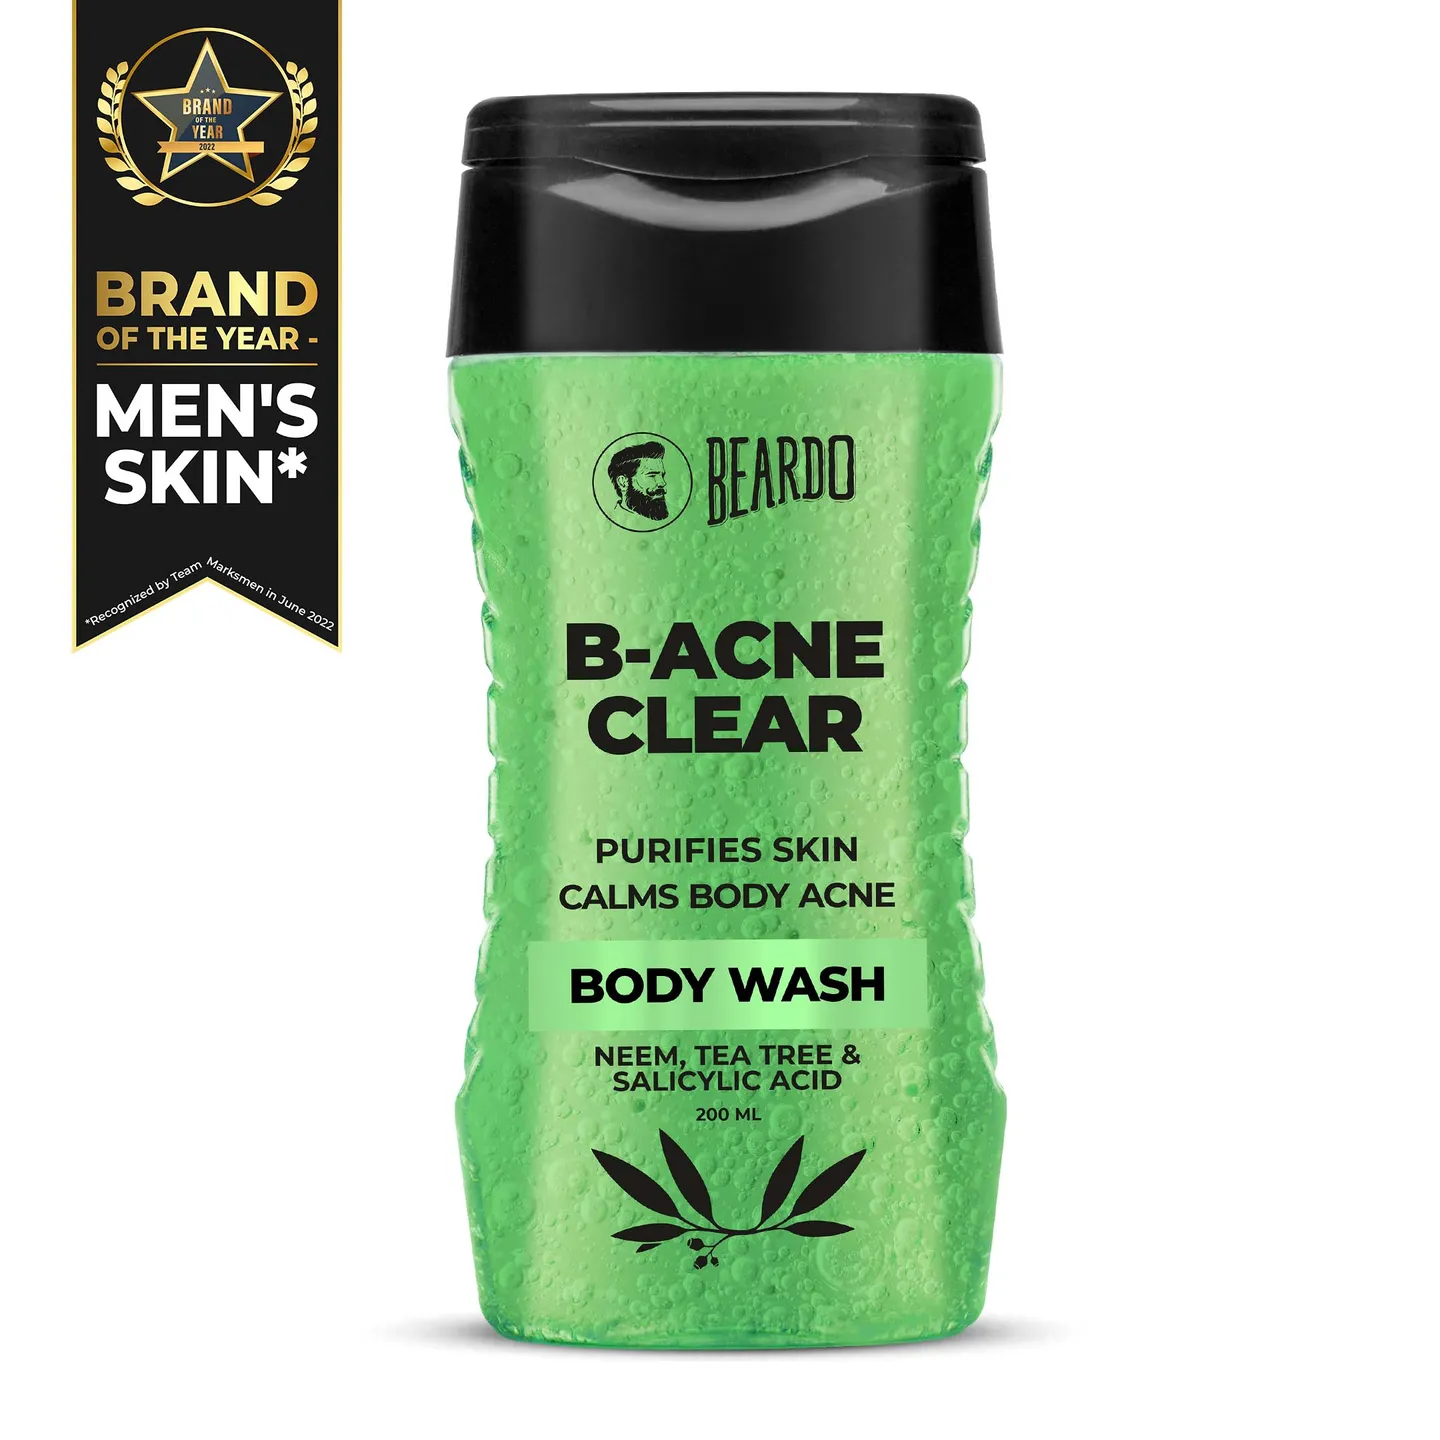 BRAND
OF THE
YEAR
2022
BRAND
OF THE YEAR -
MEN'S
SKIN*
*Recognized by Team Marksmen in June 2022
BEARDO
B-ACNE
CLEAR
PURIFIES SKIN
CALMS BODY ACNE
BODY WASH
NEEM, TEA TREE &
SALICYLIC ACID
200 ML